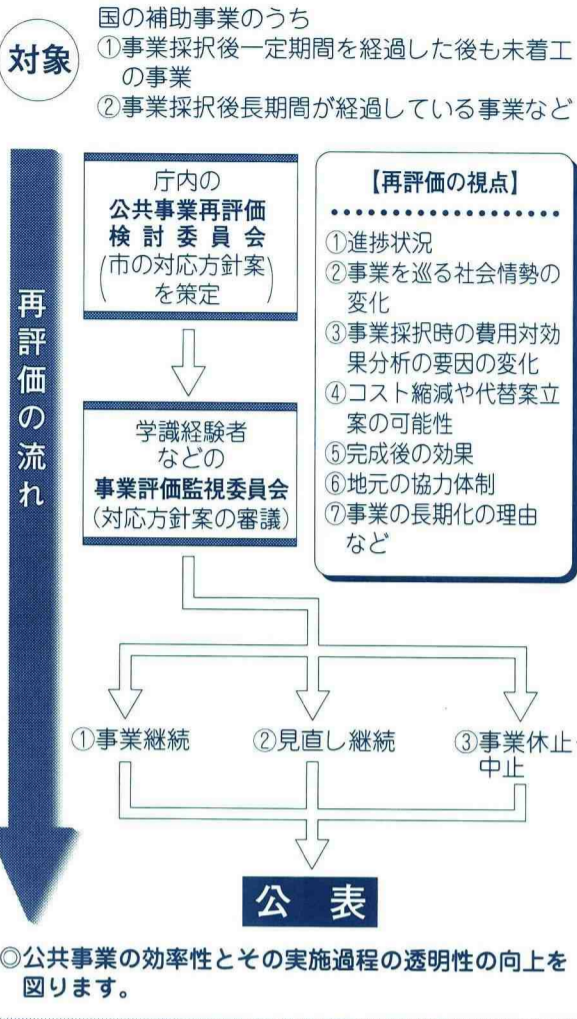 対象
国の補助事業のうち
①事業採択後一定期間を経過した後も未着工
の事業
②事業採択後長期間が経過している事業など
再評価の流れ
庁内の
公共事業再評価
検討委員会
(市の対応方針案
を策定)
学識経験者
などの
事業評価監視委員会
(対応方針案の審議)
【再評価の視点】
①進捗状況
②事業を巡る社会情勢の
変化
③事業採択時の費用対効
果分析の要因の変化
④コスト縮減や代替案立
案の可能性
⑤完成後の効果
⑥地元の協力体制
⑦事業の長期化の理由
など
①事業継続
②見直し継続
③事業休止・
中止
公表
◎公共事業の効率性とその実施過程の透明性の向上を
図ります。